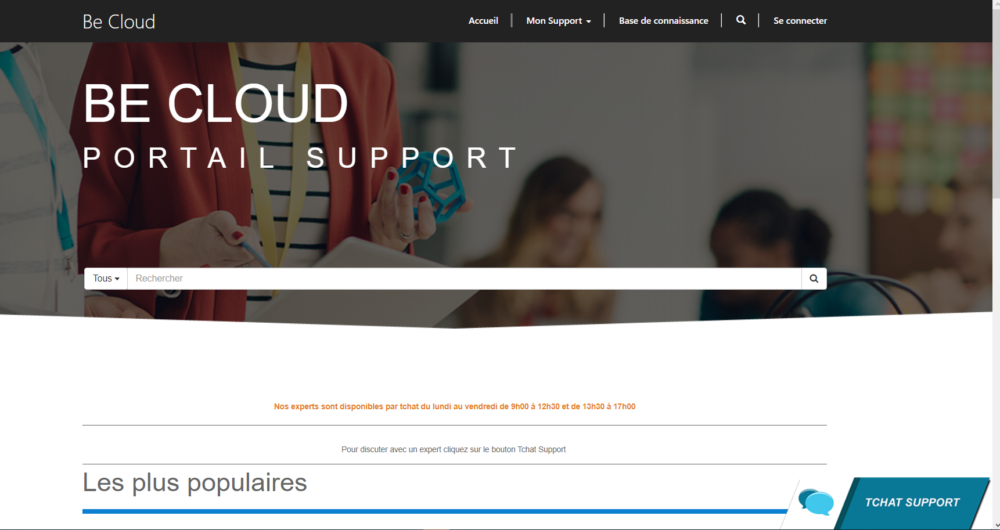 Be Cloud
Accueil
Mon Support
Base de connaissance
Se connecter
BE CLOUD
PORTAIL SUPPORT
Tous
Rechercher
Nos experts sont disponibles par tchat du lundi au vendredi de 9h00 à 12h30 et de 13h30 à 17h00
Pour discuter avec un expert cliquez sur le bouton Tchat Support
Les plus populaires
TCHAT SUPPORT